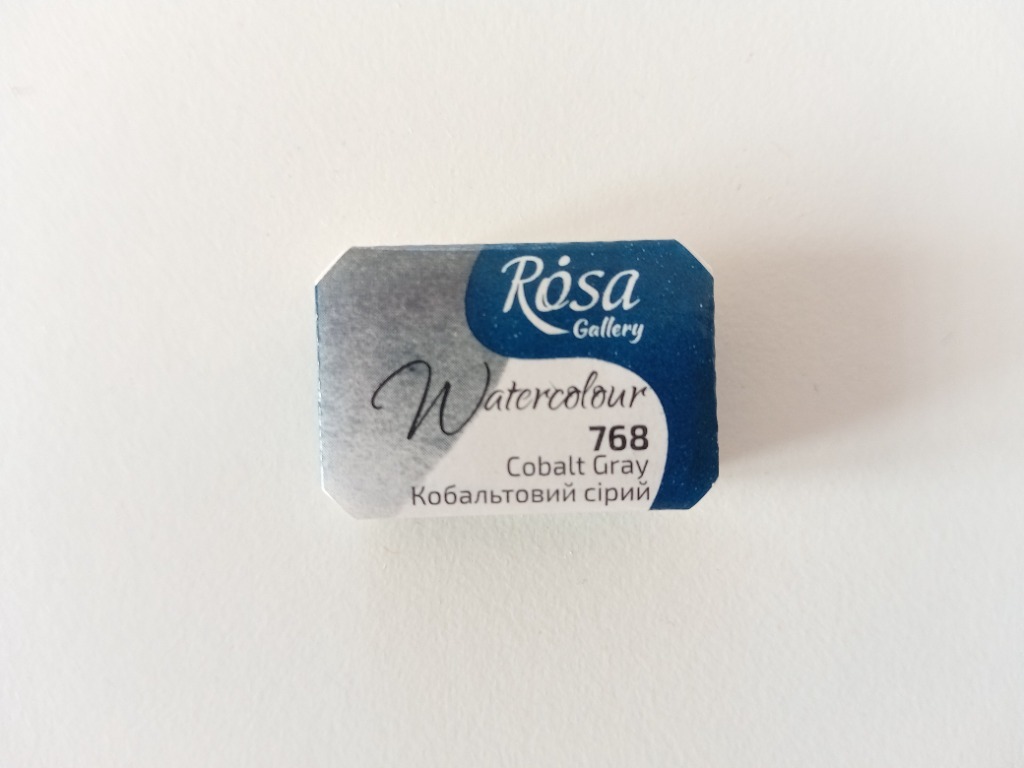 Rosa
Gallery
Watercolour
768
Cobalt Gray
Кобальтовий сірий